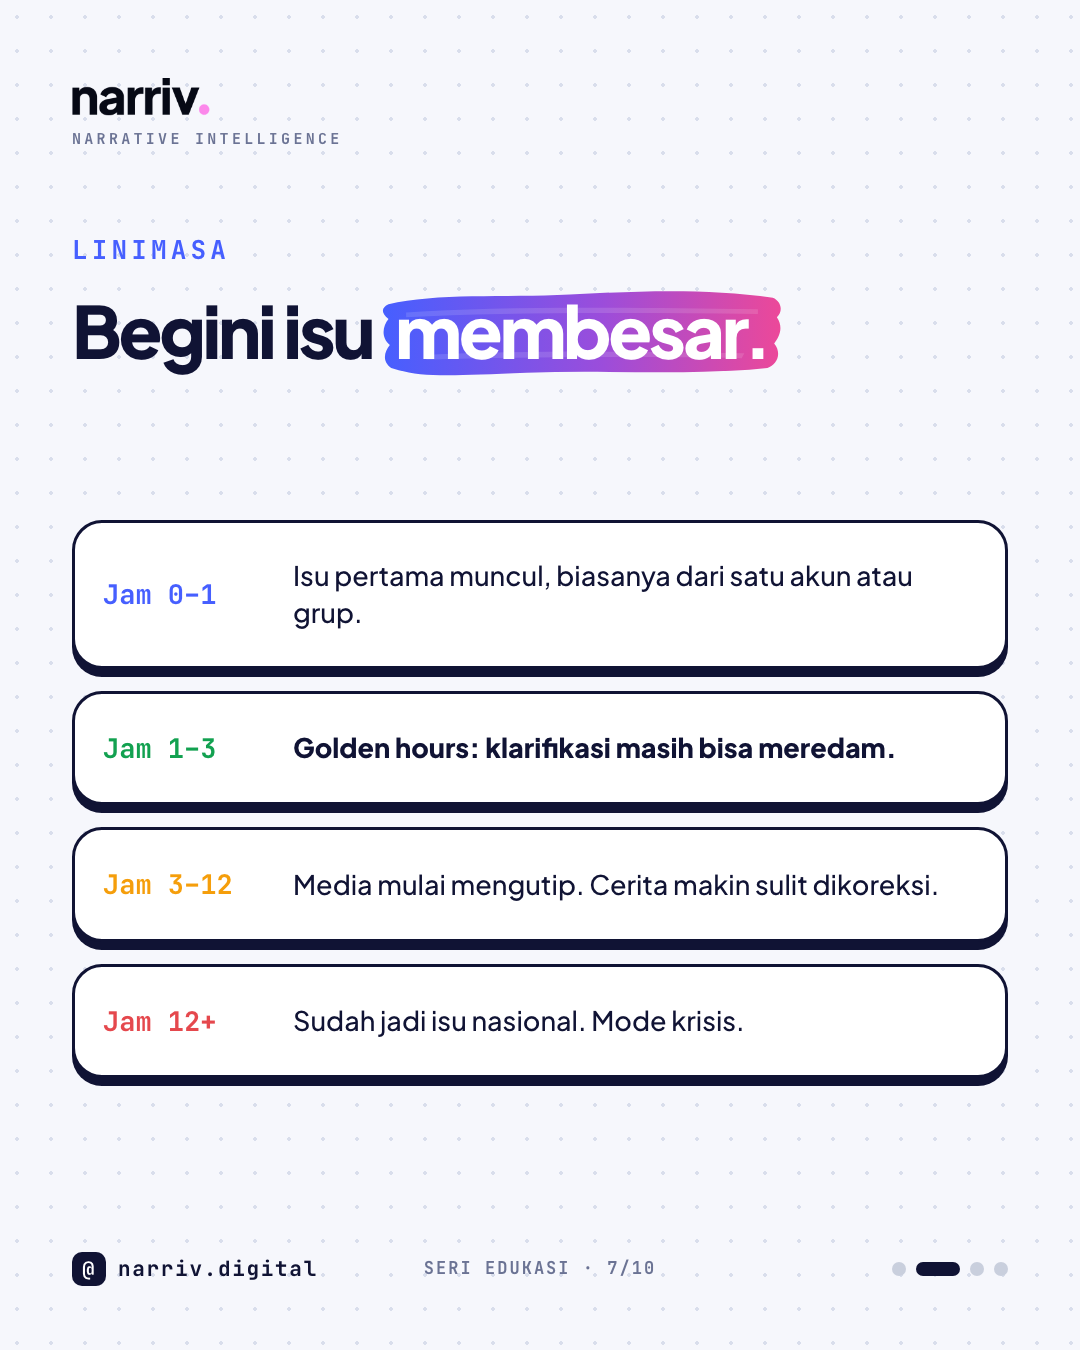 narriv.
NARRATIVE INTELLIGENCE
LINIMASA
Begini isu membesar.
Jam 0–1
Isu pertama muncul, biasanya dari satu akun atau
grup.
Jam 1–3
Golden hours: klarifikasi masih bisa meredam.
Jam 3–12
Media mulai mengutip. Cerita makin sulit dikoreksi.
Jam 12+
Sudah jadi isu nasional. Mode krisis.
@ narriv.digital
SERI EDUKASI · 7/10